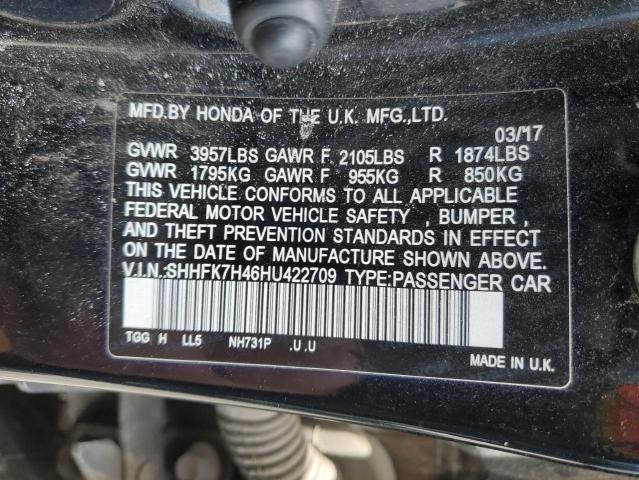 MFD.BY HONDA OF THE U.K. MFG.,LTD.
03/17
GVWR 3957LBS GAWR F 2105LBS R 1874LBS
GVWR 1795KG GAWR F 955KG R 850KG
THIS VEHICLE CONFORMS TO ALL APPLICABLE
FEDERAL MOTOR VEHICLE SAFETY , BUMPER ,
AND THEFT PREVENTION STANDARDS IN EFFECT
ON THE DATE OF MANUFACTURE SHOWN ABOVE.
V.I.N.:SHHFK7H46HU422709 TYPE:PASSENGER CAR
TGG H LL5 NH731P .U.U
MADE IN U.K.